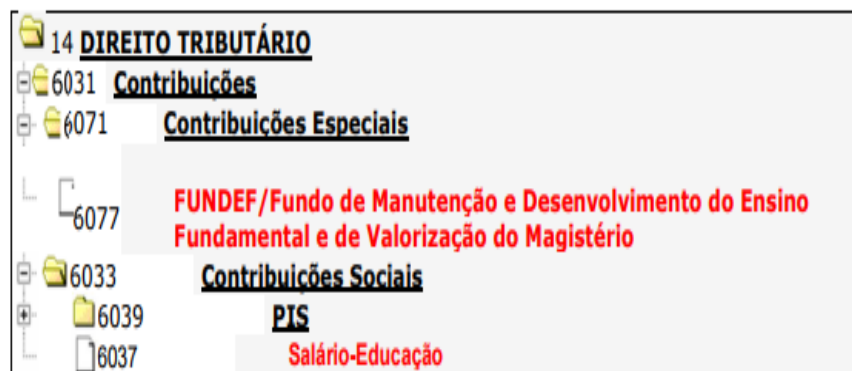 14 DIREITO TRIBUTÁRIO
6031 Contribuições
6071 Contribuições Especiais
6077 FUNDEF/Fundo de Manutenção e Desenvolvimento do Ensino
Fundamental e de Valorização do Magistério
6033 Contribuições Sociais
6039 PIS
6037 Salário-Educação